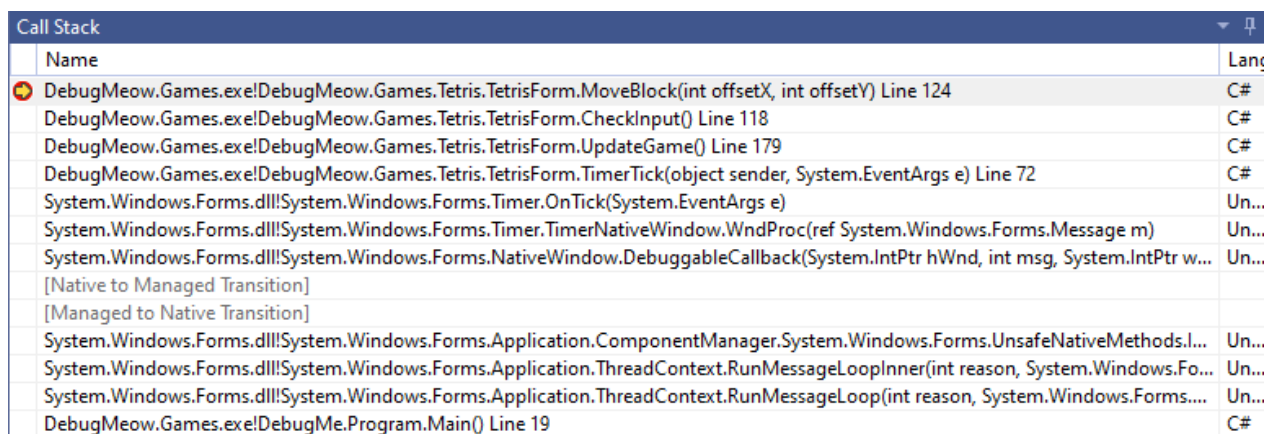 Call Stack
Name Lang
DebugMeow.Games.exe!DebugMeow.Games.Tetris.TetrisForm.MoveBlock(int offsetX, int offsetY) Line 124 C#
DebugMeow.Games.exe!DebugMeow.Games.Tetris.TetrisForm.CheckInput() Line 118 C#
DebugMeow.Games.exe!DebugMeow.Games.Tetris.TetrisForm.UpdateGame() Line 179 C#
DebugMeow.Games.exe!DebugMeow.Games.Tetris.TetrisForm.TimerTick(object sender, System.EventArgs e) Line 72 C#
System.Windows.Forms.dll!System.Windows.Forms.Timer.OnTick(System.EventArgs e) Un...
System.Windows.Forms.dll!System.Windows.Forms.Timer.TimerNativeWindow.WndProc(ref System.Windows.Forms.Message m) Un...
System.Windows.Forms.dll!System.Windows.Forms.NativeWindow.DebuggableCallback(System.IntPtr hWnd, int msg, System.IntPtr w... Un...
[Native to Managed Transition]
[Managed to Native Transition]
System.Windows.Forms.dll!System.Windows.Forms.Application.ComponentManager.System.Windows.Forms.UnsafeNativeMethods.I... Un...
System.Windows.Forms.dll!System.Windows.Forms.Application.ThreadContext.RunMessageLoopInner(int reason, System.Windows.Fo... Un...
System.Windows.Forms.dll!System.Windows.Forms.Application.ThreadContext.RunMessageLoop(int reason, System.Windows.Forms.... Un...
DebugMeow.Games.exe!DebugMe.Program.Main() Line 19 C#